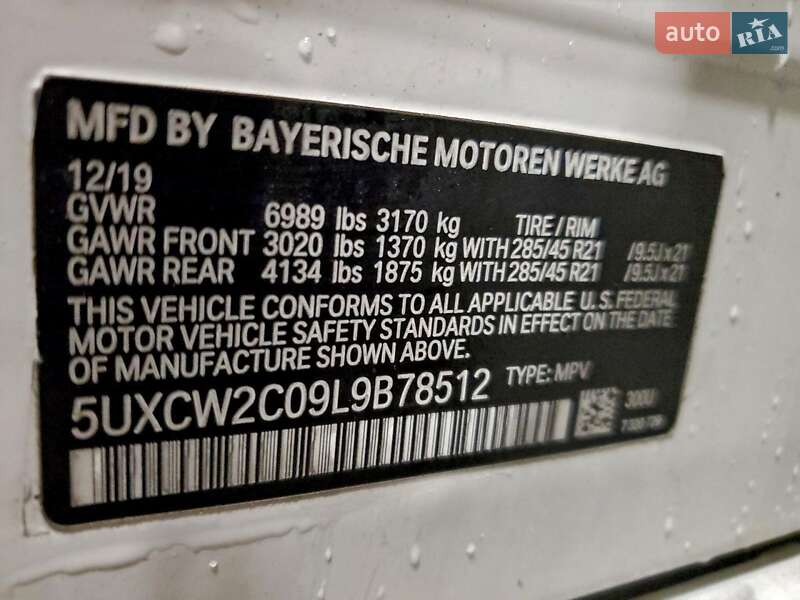 auto RIA.com
MFD BY BAYERISCHE MOTOREN WERKE AG
12/19
GVWR 6989 lbs 3170 kg TIRE / RIM
GAWR FRONT 3020 lbs 1370 kg WITH 285/45 R21 /9.5Jx21
GAWR REAR 4134 lbs 1875 kg WITH 285/45 R21 /9.5Jx21
THIS VEHICLE CONFORMS TO ALL APPLICABLE U.S. FEDERAL
MOTOR VEHICLE SAFETY STANDARDS IN EFFECT ON THE DATE
OF MANUFACTURE SHOWN ABOVE.
5UXCW2C09L9B78512 TYPE: MPV
300U